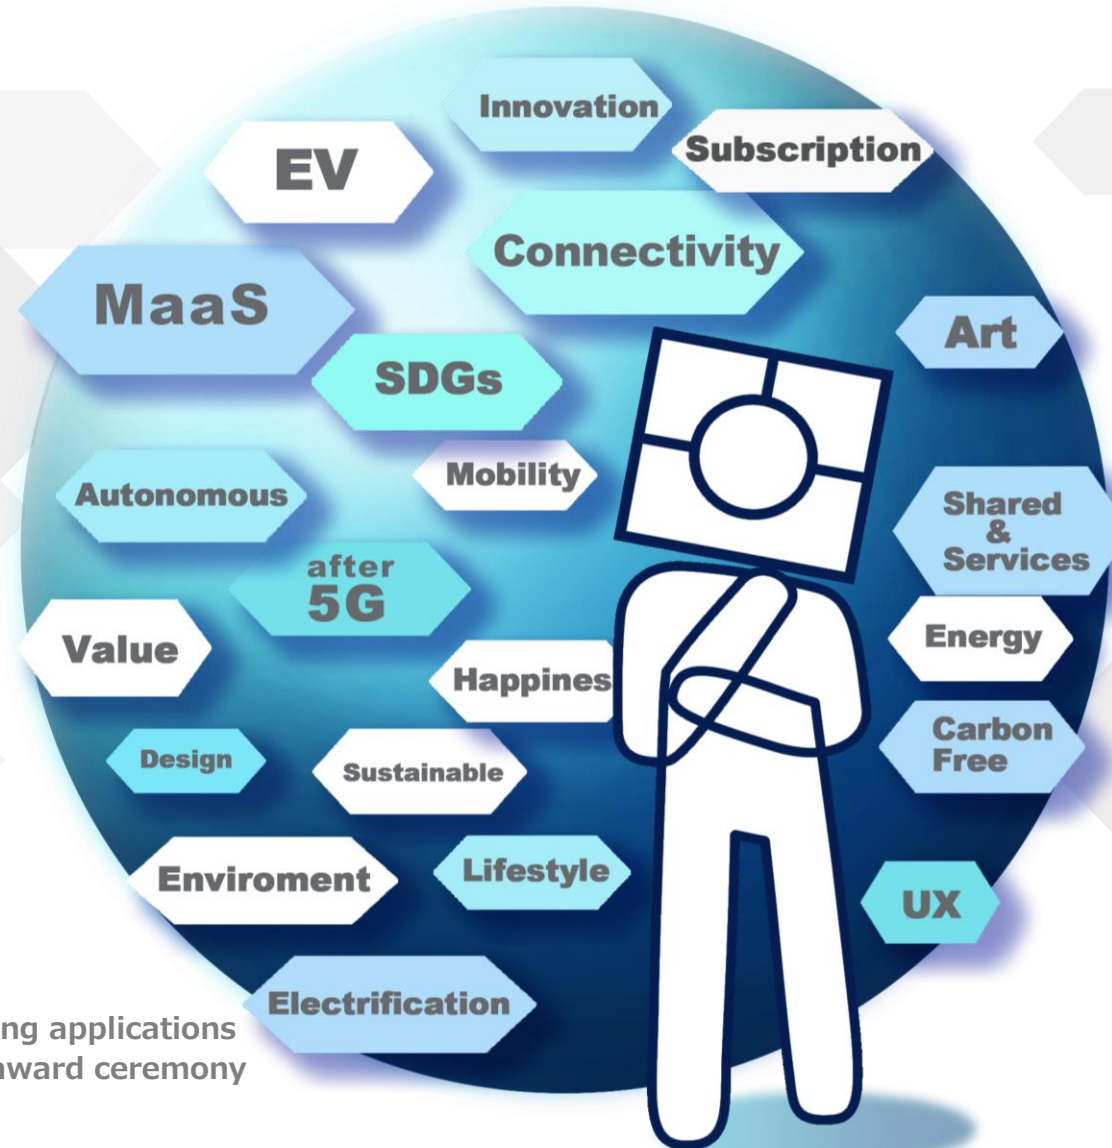 Innovation
EV
Subscription
Connectivity
MaaS
Art
SDGs
Mobility
Autonomous
Shared
&
Services
after
5G
Value
Energy
Happines
Carbon
Free
Design
Sustainable
Enviroment
Lifestyle
UX
Electrification
ng applications
award ceremony